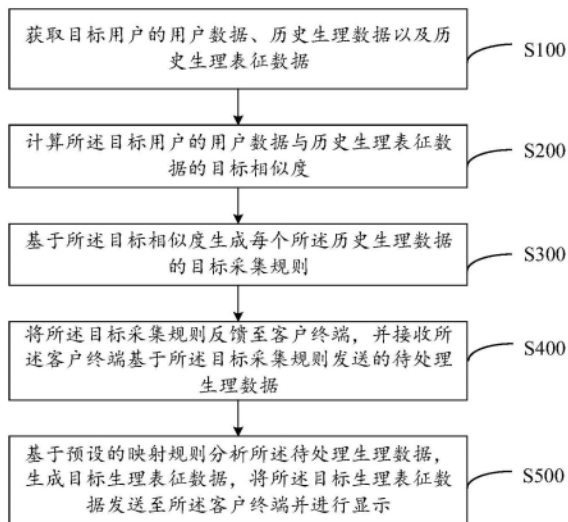 获取目标用户的用户数据、历史生理数据以及历
史生理表征数据
S100
计算所述目标用户的用户数据与历史生理表征数
据的目标相似度
S200
基于所述目标相似度生成每个所述历史生理数据
的目标采集规则
S300
将所述目标采集规则反馈至客户终端，并接收所
述客户终端基于所述目标采集规则发送的待处理
生理数据
S400
基于预设的映射规则分析所述待处理生理数据，
生成目标生理表征数据，将所述目标生理表征数
据发送至所述客户终端并进行显示
S500